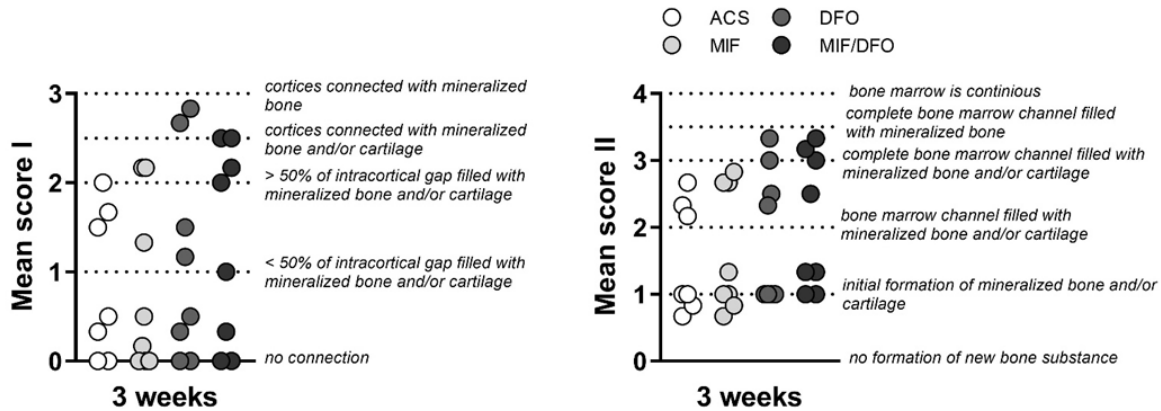 ACS DFO
MIF MIF/DFO
Mean score I
3
2
1
0
cortices connected with mineralized
bone
cortices connected with mineralized
bone and/or cartilage
> 50% of intracortical gap filled with
mineralized bone and/or cartilage
< 50% of intracortical gap filled with
mineralized bone and/or cartilage
no connection
3 weeks
Mean score II
4
3
2
1
0
bone marrow is continious
complete bone marrow channel filled
with mineralized bone
complete bone marrow channel filled with
mineralized bone and/or cartilage
bone marrow channel filled with
mineralized bone and/or cartilage
initial formation of mineralized bone and/or
cartilage
no formation of new bone substance
3 weeks